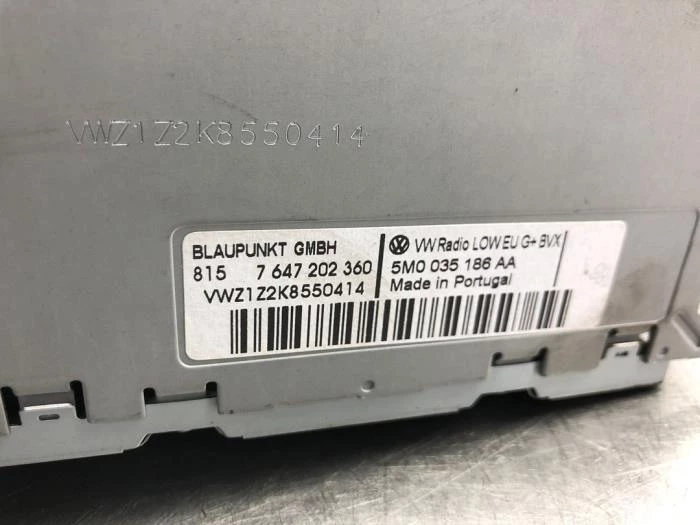 VWZ1Z2K8550414
BLAUPUNKT GMBH
815 7 647 202 360
VWZ1Z2K8550414
VW Radio LOW EU G+ BVX
5M0 035 186 AA
Made in Portugal